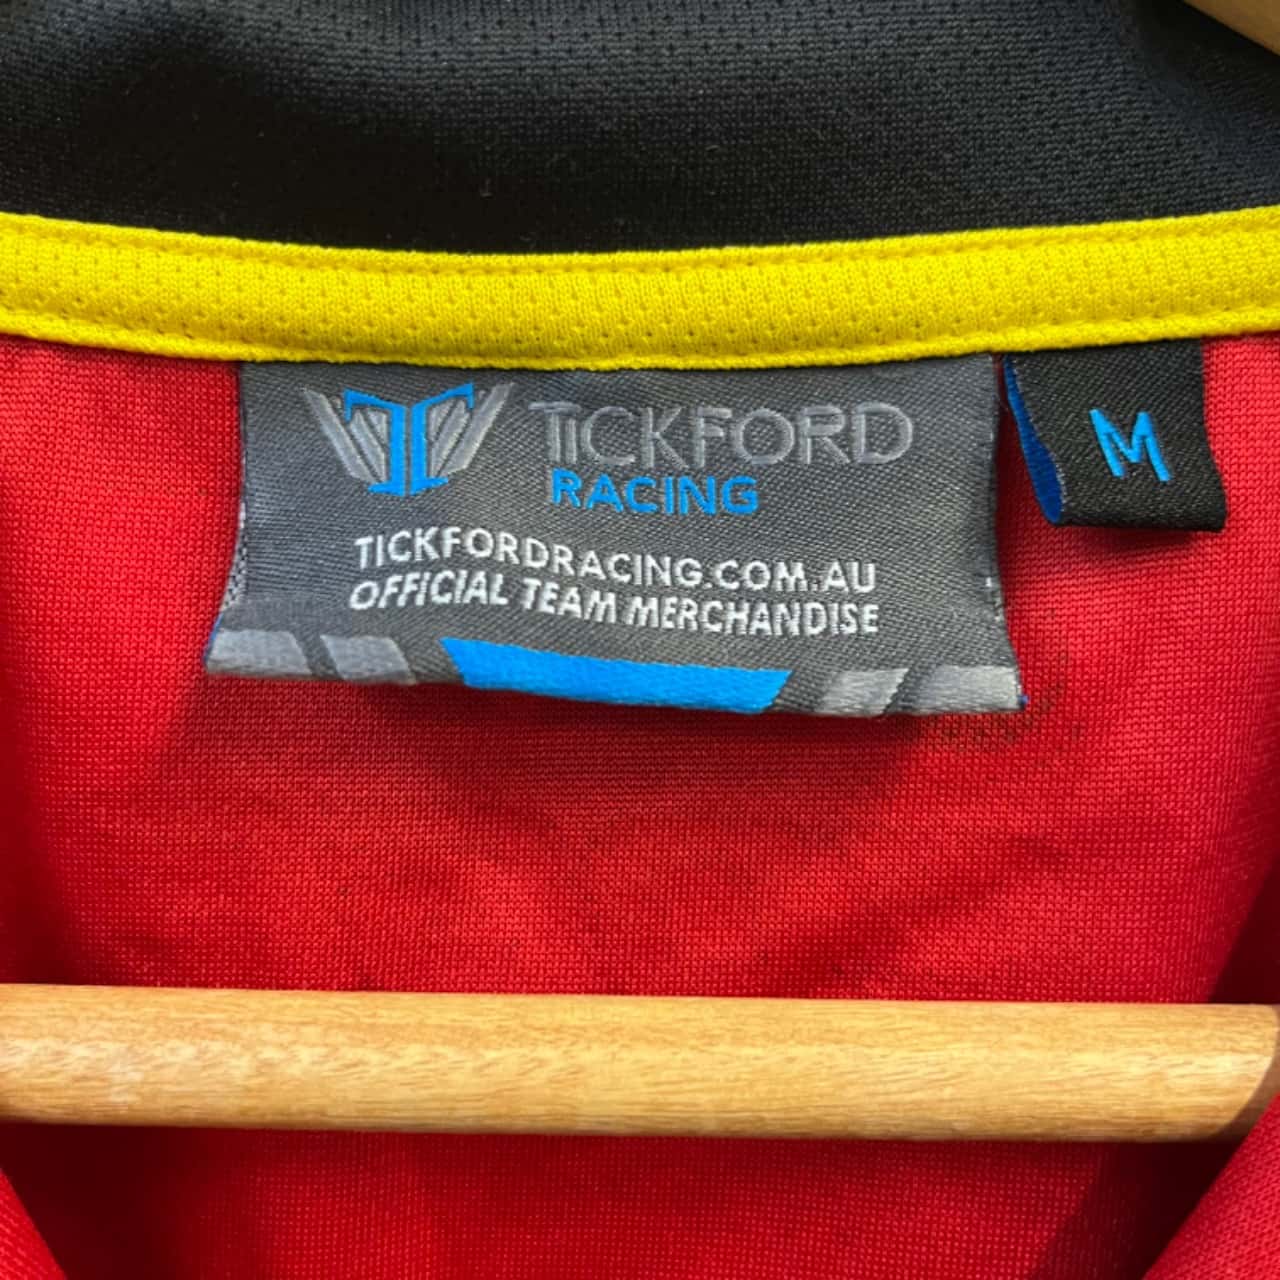 TICKFORD
RACING
TICKFORDRACING.COM.AU
OFFICIAL TEAM MERCHANDISE
M